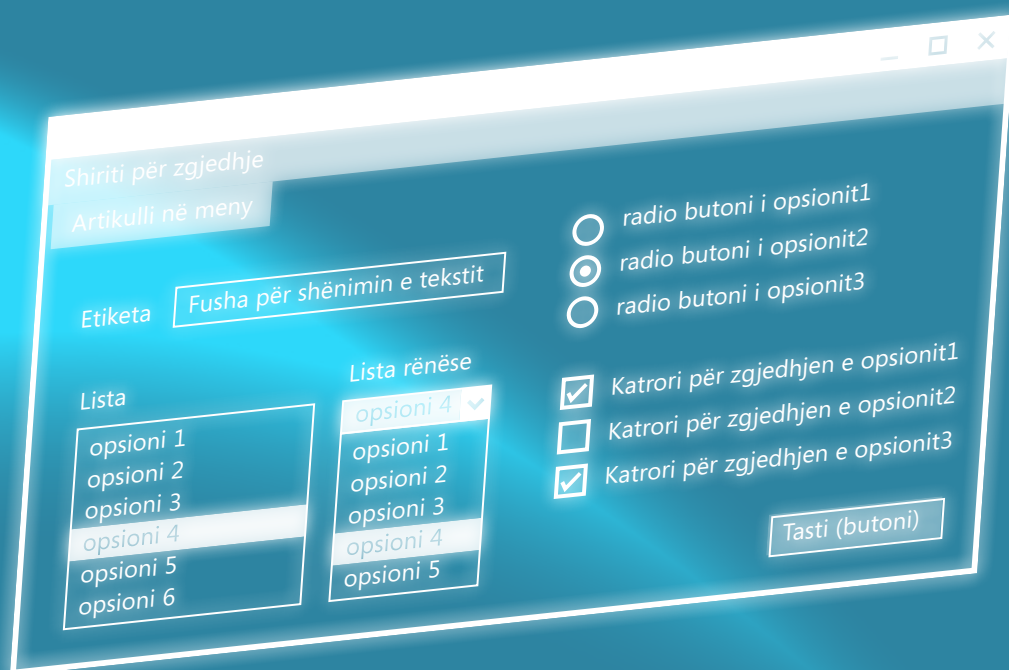 Shiriti për zgjedhje
Artikulli në meny
Etiketa
Fusha për shënimin e tekstit
Lista
opsioni 1
opsioni 2
opsioni 3
opsioni 4
opsioni 5
opsioni 6
Lista rënëse
opsioni 4
opsioni 1
opsioni 2
opsioni 3
opsioni 4
opsioni 5
radio butoni i opsionit1
radio butoni i opsionit2
radio butoni i opsionit3
Katrori për zgjedhjen e opsionit1
Katrori për zgjedhjen e opsionit2
Katrori për zgjedhjen e opsionit3
Tasti (butoni)